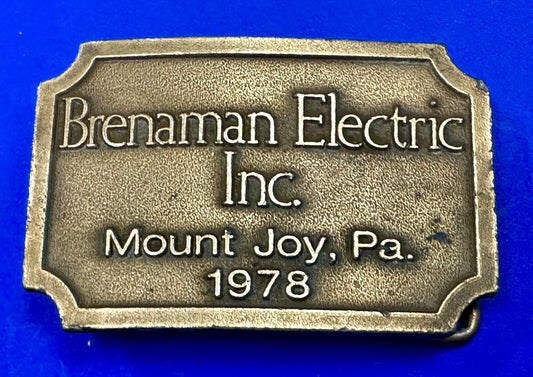 Brenaman Electric
Inc.
Mount Joy, Pa.
1978